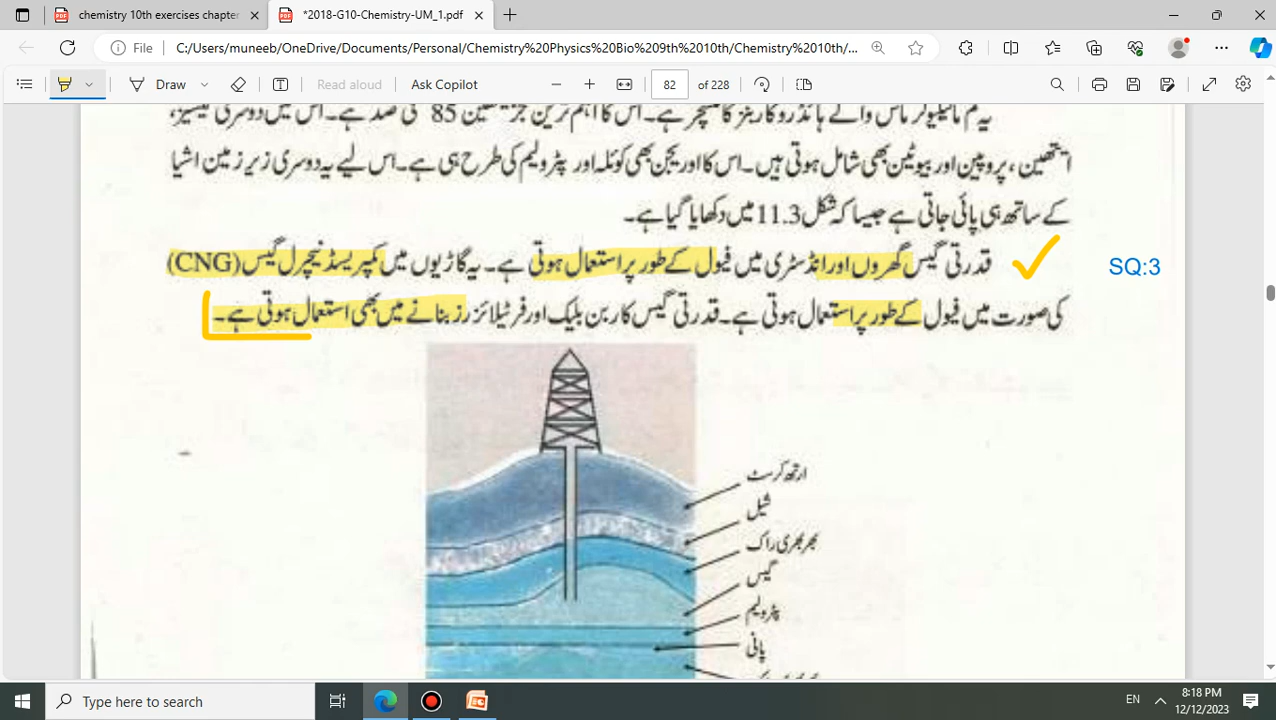 chemistry 10th exercises chapter
*2018-G10-Chemistry-UM_1.pdf
File
C:/Users/muneeb/OneDrive/Documents/Personal/Chemistry%20Physics%20Bio%209th%2010th/Chemistry%2010th/...
Draw
Read aloud
Ask Copilot
82 of 228
یہ کم مالیکیولر ماس والے ہائڈروکاربنز کا مکسچر ہے۔ اس کا اہم ترین جز میتھین 85 فی صد ہے۔ اس میں دوسری گیسیز،
ایتھین، پروپین اور بیوٹین بھی شامل ہوتی ہیں۔ اس کا اوریجن بھی کوئلہ اور پٹرولیم کی طرح ہی ہے۔ اس لیے یہ دوسری زیرِ زمین اشیا
کے ساتھ ہی پائی جاتی ہے جیسا کہ شکل 11.3 میں دکھایا گیا ہے۔
قدرتی گیس گھروں اور انڈسٹری میں فیول کے طور پر استعمال ہوتی ہے۔ یہ گاڑیوں میں کمپریسڈ نیچرل گیس (CNG)
SQ:3
کی صورت میں فیول کے طور پر استعمال ہوتی ہے۔ قدرتی گیس کاربن بلیک اور فرٹیلائزرز بنانے میں بھی استعمال ہوتی ہے۔
ارتھ کرسٹ
شیل
بھربھری راک
گیس
پٹرولیم
پانی
Type here to search
EN
8:18 PM
12/12/2023